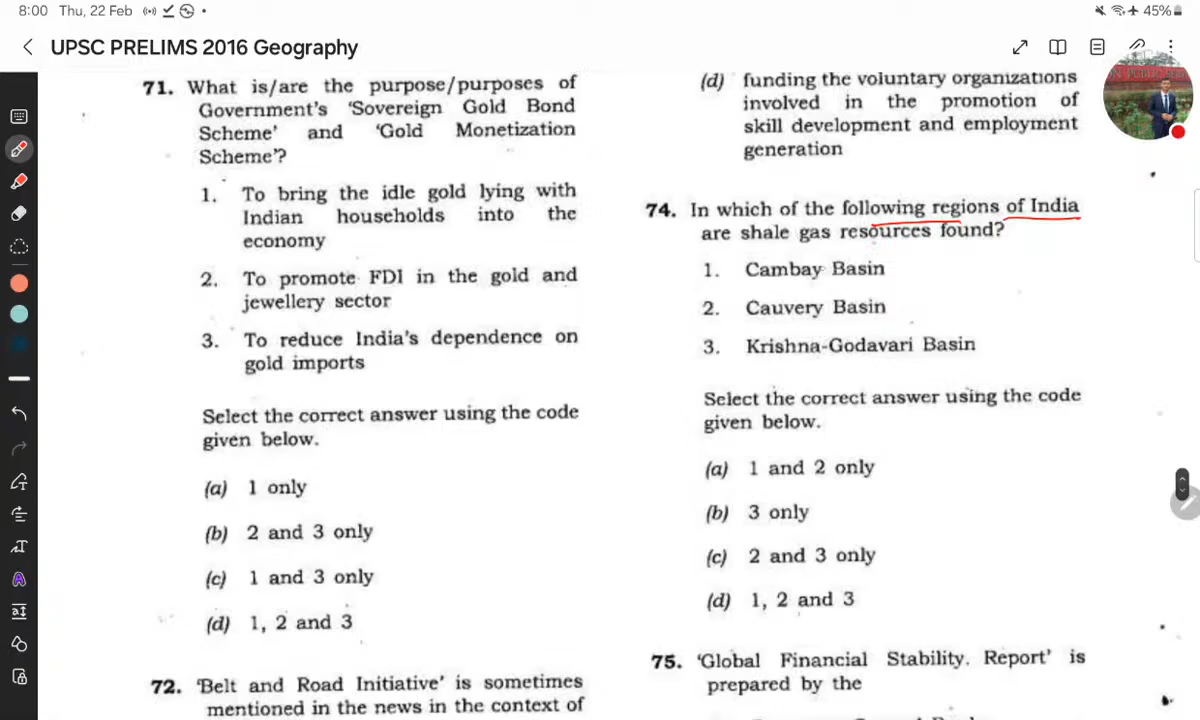 8:00 Thu, 22 Feb
45%
UPSC PRELIMS 2016 Geography
71. What is/are the purpose/purposes of
Government's 'Sovereign Gold Bond
Scheme' and 'Gold Monetization
Scheme'?
1. To bring the idle gold lying with
Indian households into the
economy
2. To promote FDI in the gold and
jewellery sector
3. To reduce India's dependence on
gold imports
Select the correct answer using the code
given below.
(a) 1 only
(b) 2 and 3 only
(c) 1 and 3 only
(d) 1, 2 and 3
72. 'Belt and Road Initiative' is sometimes
mentioned in the news in the context of
(d) funding the voluntary organizations
involved in the promotion of
skill development and employment
generation
74. In which of the following regions of India
are shale gas resources found?
1. Cambay Basin
2. Cauvery Basin
3. Krishna-Godavari Basin
Select the correct answer using the code
given below.
(a) 1 and 2 only
(b) 3 only
(c) 2 and 3 only
(d) 1, 2 and 3
75. 'Global Financial Stability. Report' is
prepared by the